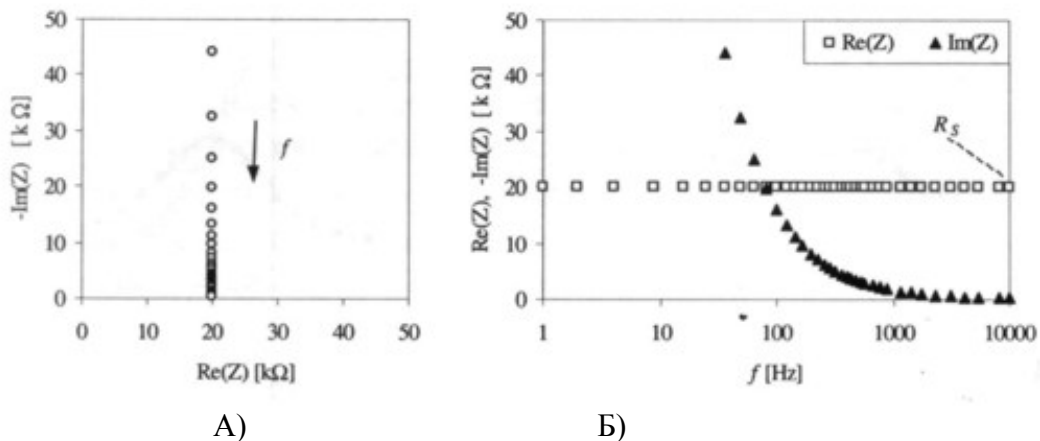 50
40
30
20
10
0
-Im(Z) [k Ω]
f
0 10 20 30 40 50
Re(Z) [kΩ]
А)
50
40
30
20
10
0
Re(Z), -Im(Z) [k Ω]
Re(Z) Im(Z)
R S
1 10 100 1000 10000
f [Hz]
Б)